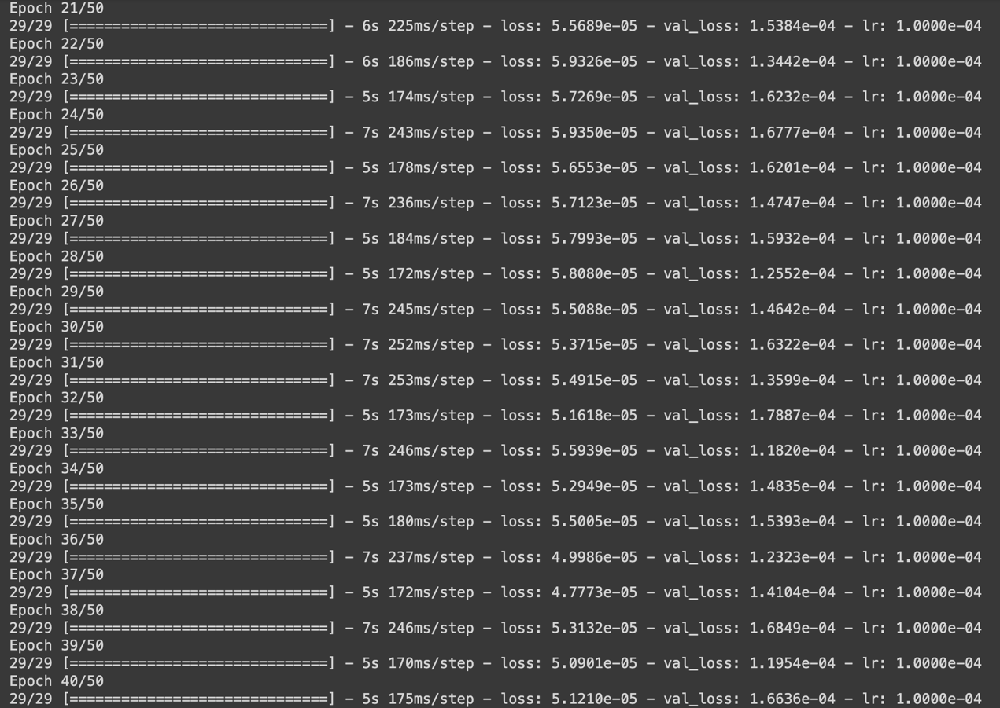 Epoch 21/50
29/29 [==============================] - 6s 225ms/step - loss: 5.5689e-05 - val_loss: 1.5384e-04 - lr: 1.0000e-04
Epoch 22/50
29/29 [==============================] - 6s 186ms/step - loss: 5.9326e-05 - val_loss: 1.3442e-04 - lr: 1.0000e-04
Epoch 23/50
29/29 [==============================] - 5s 174ms/step - loss: 5.7269e-05 - val_loss: 1.6232e-04 - lr: 1.0000e-04
Epoch 24/50
29/29 [==============================] - 7s 243ms/step - loss: 5.9350e-05 - val_loss: 1.6777e-04 - lr: 1.0000e-04
Epoch 25/50
29/29 [==============================] - 5s 178ms/step - loss: 5.6553e-05 - val_loss: 1.6201e-04 - lr: 1.0000e-04
Epoch 26/50
29/29 [==============================] - 7s 236ms/step - loss: 5.7123e-05 - val_loss: 1.4747e-04 - lr: 1.0000e-04
Epoch 27/50
29/29 [==============================] - 5s 184ms/step - loss: 5.7993e-05 - val_loss: 1.5932e-04 - lr: 1.0000e-04
Epoch 28/50
29/29 [==============================] - 5s 172ms/step - loss: 5.8080e-05 - val_loss: 1.2552e-04 - lr: 1.0000e-04
Epoch 29/50
29/29 [==============================] - 7s 245ms/step - loss: 5.5088e-05 - val_loss: 1.4642e-04 - lr: 1.0000e-04
Epoch 30/50
29/29 [==============================] - 7s 252ms/step - loss: 5.3715e-05 - val_loss: 1.6322e-04 - lr: 1.0000e-04
Epoch 31/50
29/29 [==============================] - 7s 253ms/step - loss: 5.4915e-05 - val_loss: 1.3599e-04 - lr: 1.0000e-04
Epoch 32/50
29/29 [==============================] - 5s 173ms/step - loss: 5.1618e-05 - val_loss: 1.7887e-04 - lr: 1.0000e-04
Epoch 33/50
29/29 [==============================] - 7s 246ms/step - loss: 5.5939e-05 - val_loss: 1.1820e-04 - lr: 1.0000e-04
Epoch 34/50
29/29 [==============================] - 5s 173ms/step - loss: 5.2949e-05 - val_loss: 1.4835e-04 - lr: 1.0000e-04
Epoch 35/50
29/29 [==============================] - 5s 180ms/step - loss: 5.5005e-05 - val_loss: 1.5393e-04 - lr: 1.0000e-04
Epoch 36/50
29/29 [==============================] - 7s 237ms/step - loss: 4.9986e-05 - val_loss: 1.2323e-04 - lr: 1.0000e-04
Epoch 37/50
29/29 [==============================] - 5s 172ms/step - loss: 4.7773e-05 - val_loss: 1.4104e-04 - lr: 1.0000e-04
Epoch 38/50
29/29 [==============================] - 7s 246ms/step - loss: 5.3132e-05 - val_loss: 1.6849e-04 - lr: 1.0000e-04
Epoch 39/50
29/29 [==============================] - 5s 170ms/step - loss: 5.0901e-05 - val_loss: 1.1954e-04 - lr: 1.0000e-04
Epoch 40/50
29/29 [==============================] - 5s 175ms/step - loss: 5.1210e-05 - val_loss: 1.6636e-04 - lr: 1.0000e-04